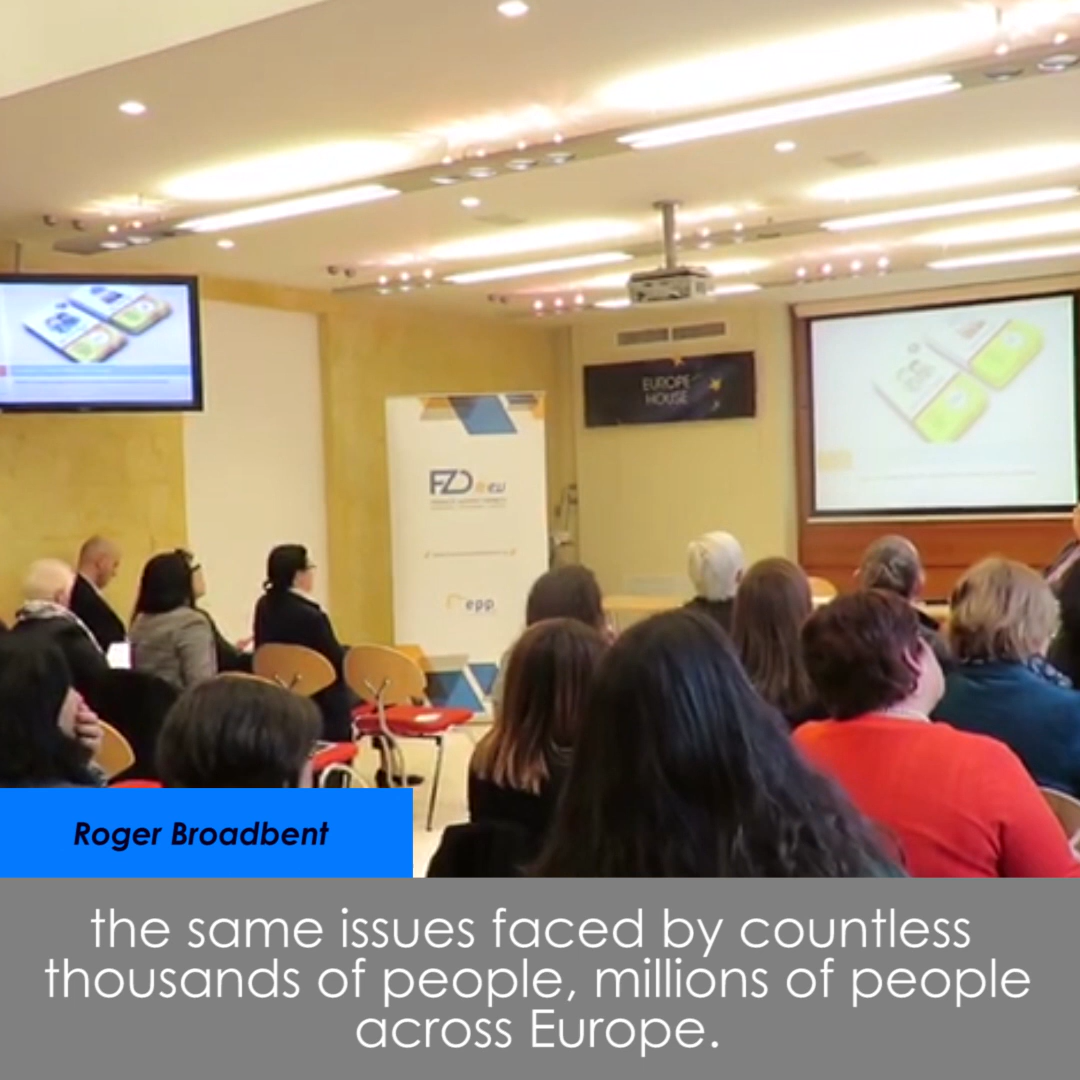 EUROPE
HOUSE
FZD eu
epp
Roger Broadbent
the same issues faced by countless
thousands of people, millions of people
across Europe.